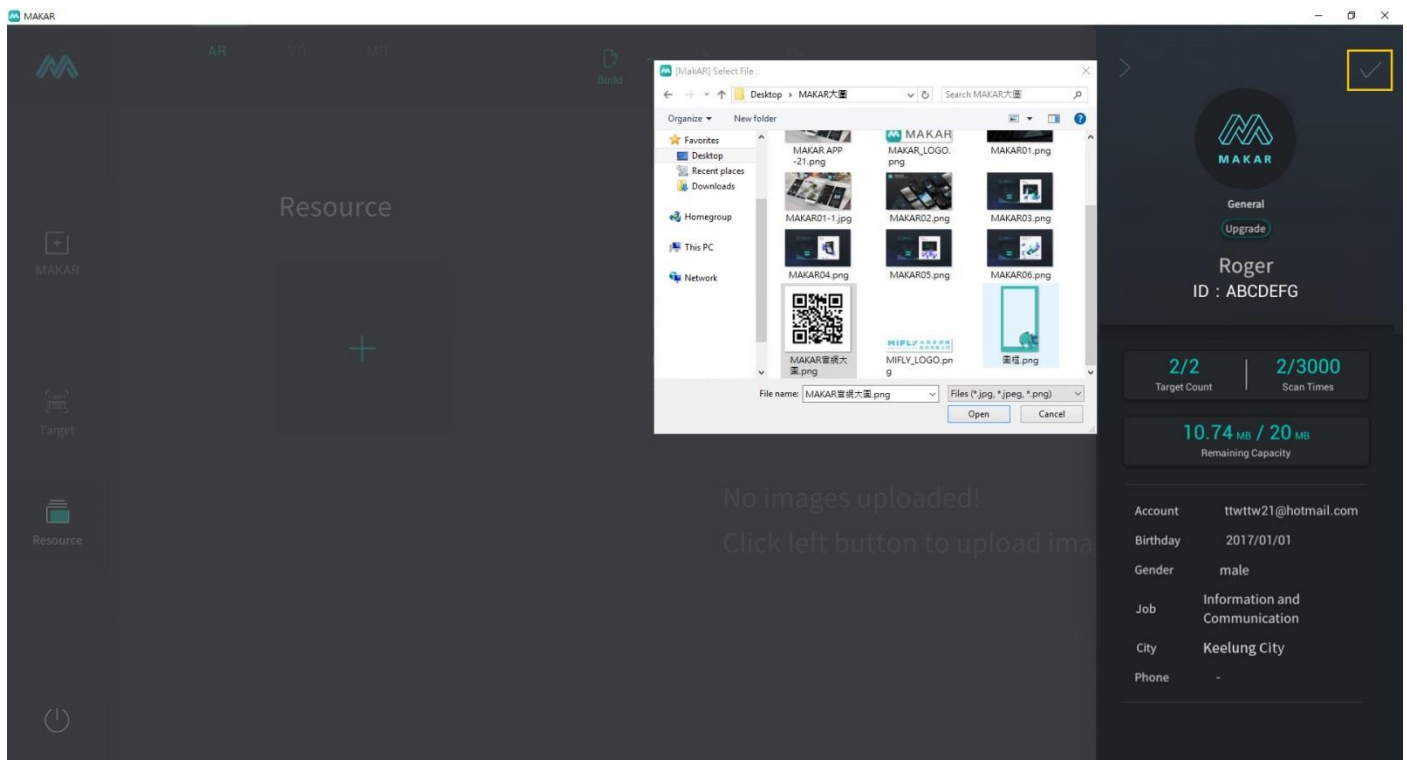 MAKAR
AR
VR
MR
Build
MAKAR
Resource
Target
Resource
No images uploaded!
Click left button to upload ima
[MakAR] Select File :
Desktop
MAKAR大圖
Search MAKAR大圖
Organize
New folder
Favorites
Desktop
Recent places
Downloads
Homegroup
This PC
Network
MAKAR APP
-21.png
MAKAR
MAKAR_LOGO.
png
MAKAR01.png
MAKAR01-1.jpg
MAKAR02.png
MAKAR03.png
MAKAR04.png
MAKAR05.png
MAKAR06.png
MAKAR官網大
圖.png
MIFLY
MIFLY_LOGO.pn
g
圖框.png
File name:
MAKAR官網大圖.png
Files (*.jpg, *.jpeg, *.png)
Open
Cancel
MAKAR
General
Upgrade
Roger
ID : ABCDEFG
2/2
Target Count
2/3000
Scan Times
10.74 MB / 20 MB
Remaining Capacity
Account ttwttw21@hotmail.com
Birthday 2017/01/01
Gender male
Job Information and
Communication
City Keelung City
Phone -